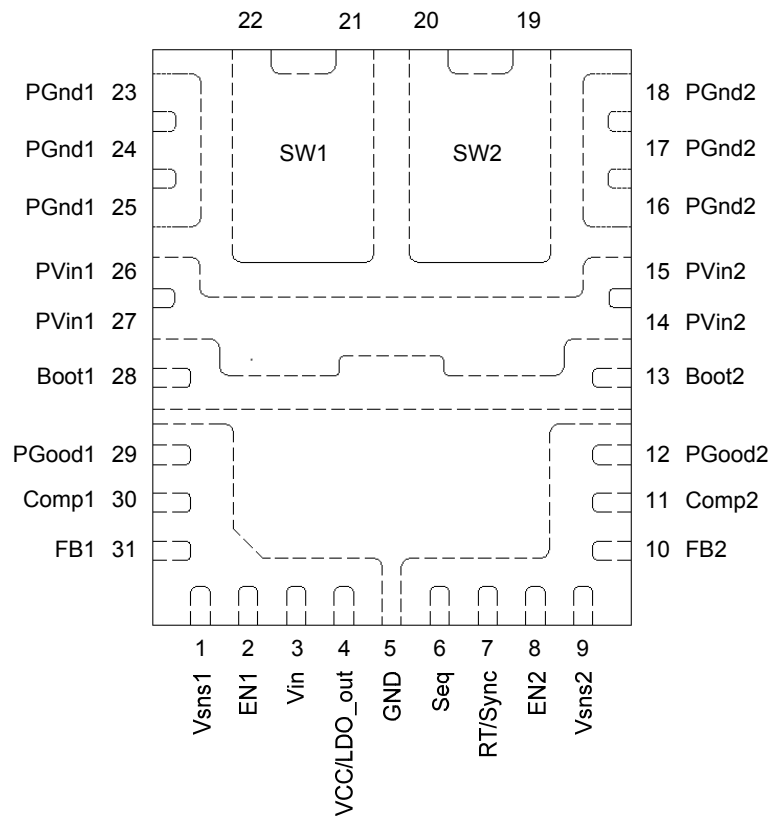 22 21 20 19
PGnd1 23
18 PGnd2
PGnd1 24
SW1
SW2
17 PGnd2
PGnd1 25
16 PGnd2
PVin1 26
15 PVin2
PVin1 27
14 PVin2
Boot1 28
13 Boot2
PGood1 29
12 PGood2
Comp1 30
11 Comp2
FB1 31
10 FB2
1 2 3 4 5 6 7 8 9
Vsns1
EN1
Vin
VCC/LDO_out
GND
Seq
RT/Sync
EN2
Vsns2